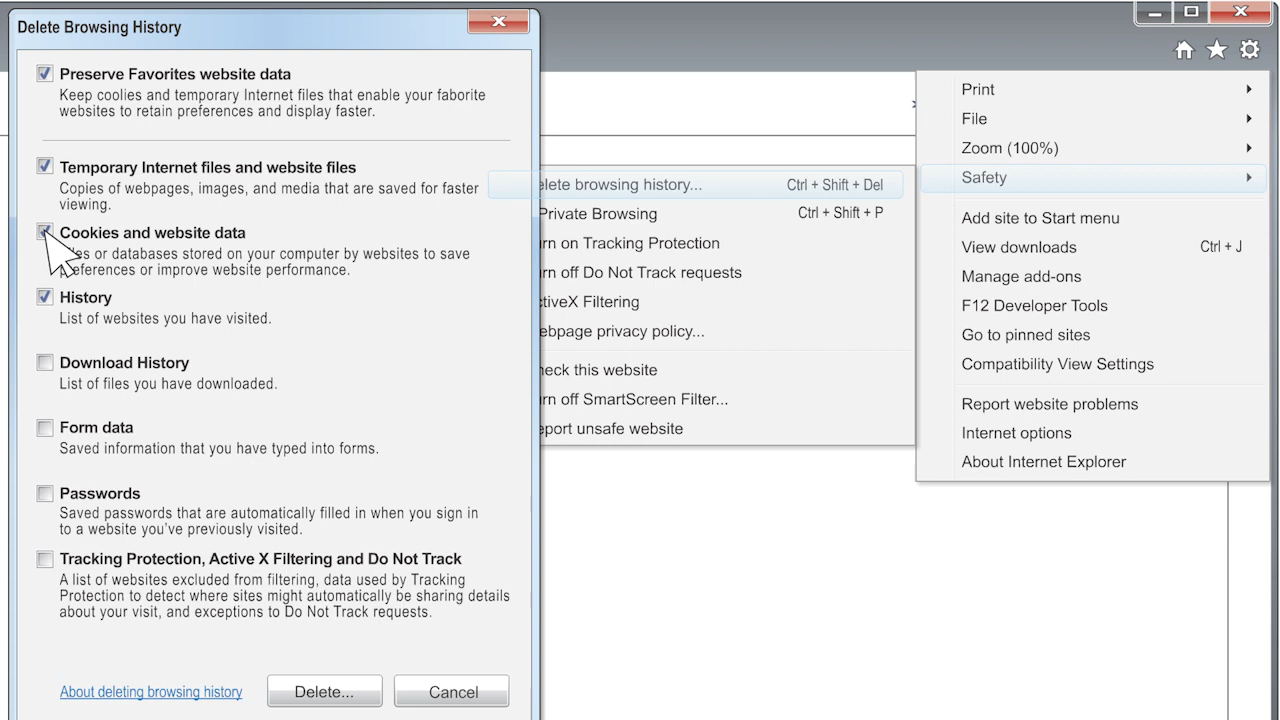 Delete Browsing History
Preserve Favorites website data
Keep coolies and temporary Internet files that enable your faborite
websites to retain preferences and display faster.
Temporary Internet files and website files
Copies of webpages, images, and media that are saved for faster
viewing.
Cookies and website data
or databases stored on your computer by websites to save
preferences or improve website performance.
History
List of websites you have visited.
Download History
List of files you have downloaded.
Form data
Saved information that you have typed into forms.
Passwords
Saved passwords that are automatically filled in when you sign in
to a website you've previously visited.
Tracking Protection, Active X Filtering and Do Not Track
A list of websites excluded from filtering, data used by Tracking
Protection to detect where sites might automatically be sharing details
about your visit, and exceptions to Do Not Track requests.
About deleting browsing history
Delete...
Cancel
elete browsing history... Ctrl + Shift + Del
Private Browsing Ctrl + Shift + P
urn on Tracking Protection
urn off Do Not Track requests
ctiveX Filtering
ebpage privacy policy...
heck this website
urn off SmartScreen Filter...
eport unsafe website
Print
File
Zoom (100%)
Safety
Add site to Start menu
View downloads Ctrl + J
Manage add-ons
F12 Developer Tools
Go to pinned sites
Compatibility View Settings
Report website problems
Internet options
About Internet Explorer